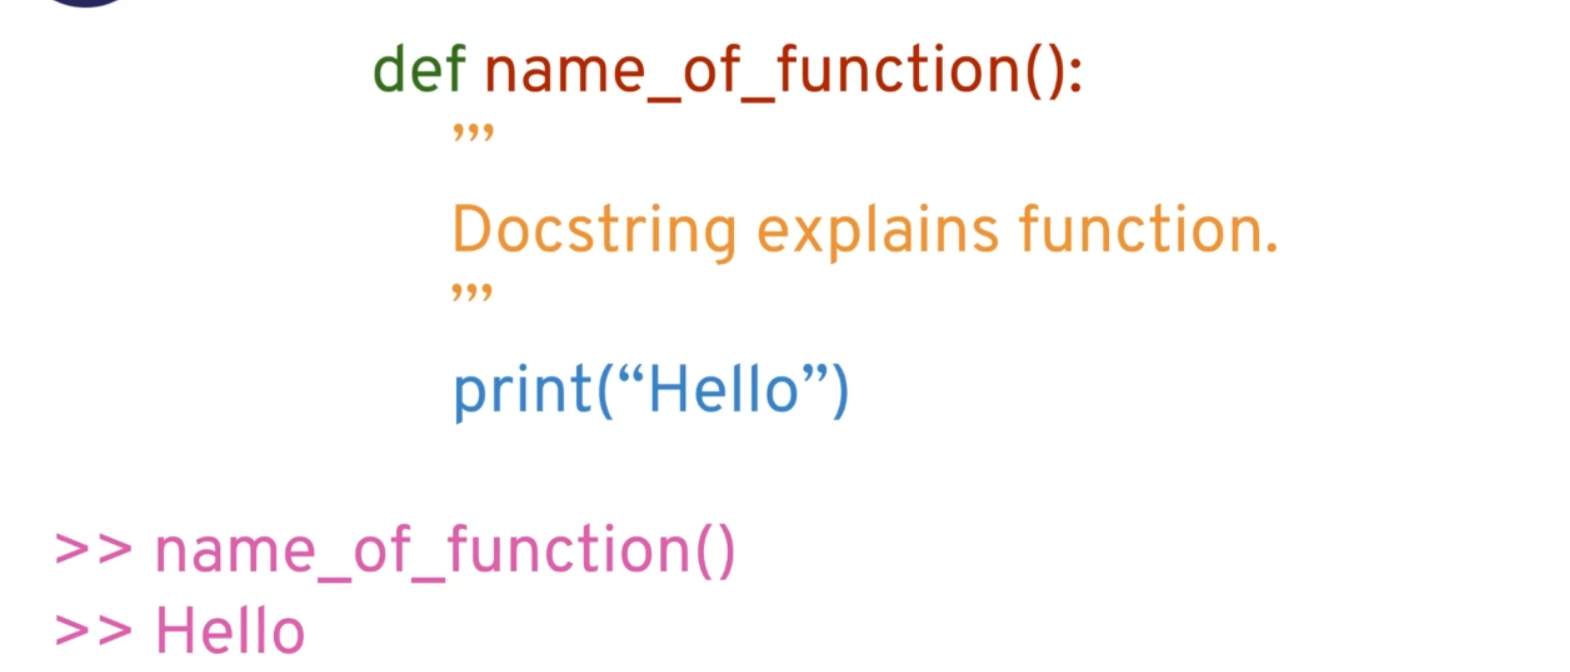 def name_of_function():
’’’
Docstring explains function.
’’’
print(“Hello”)
>> name_of_function()
>> Hello